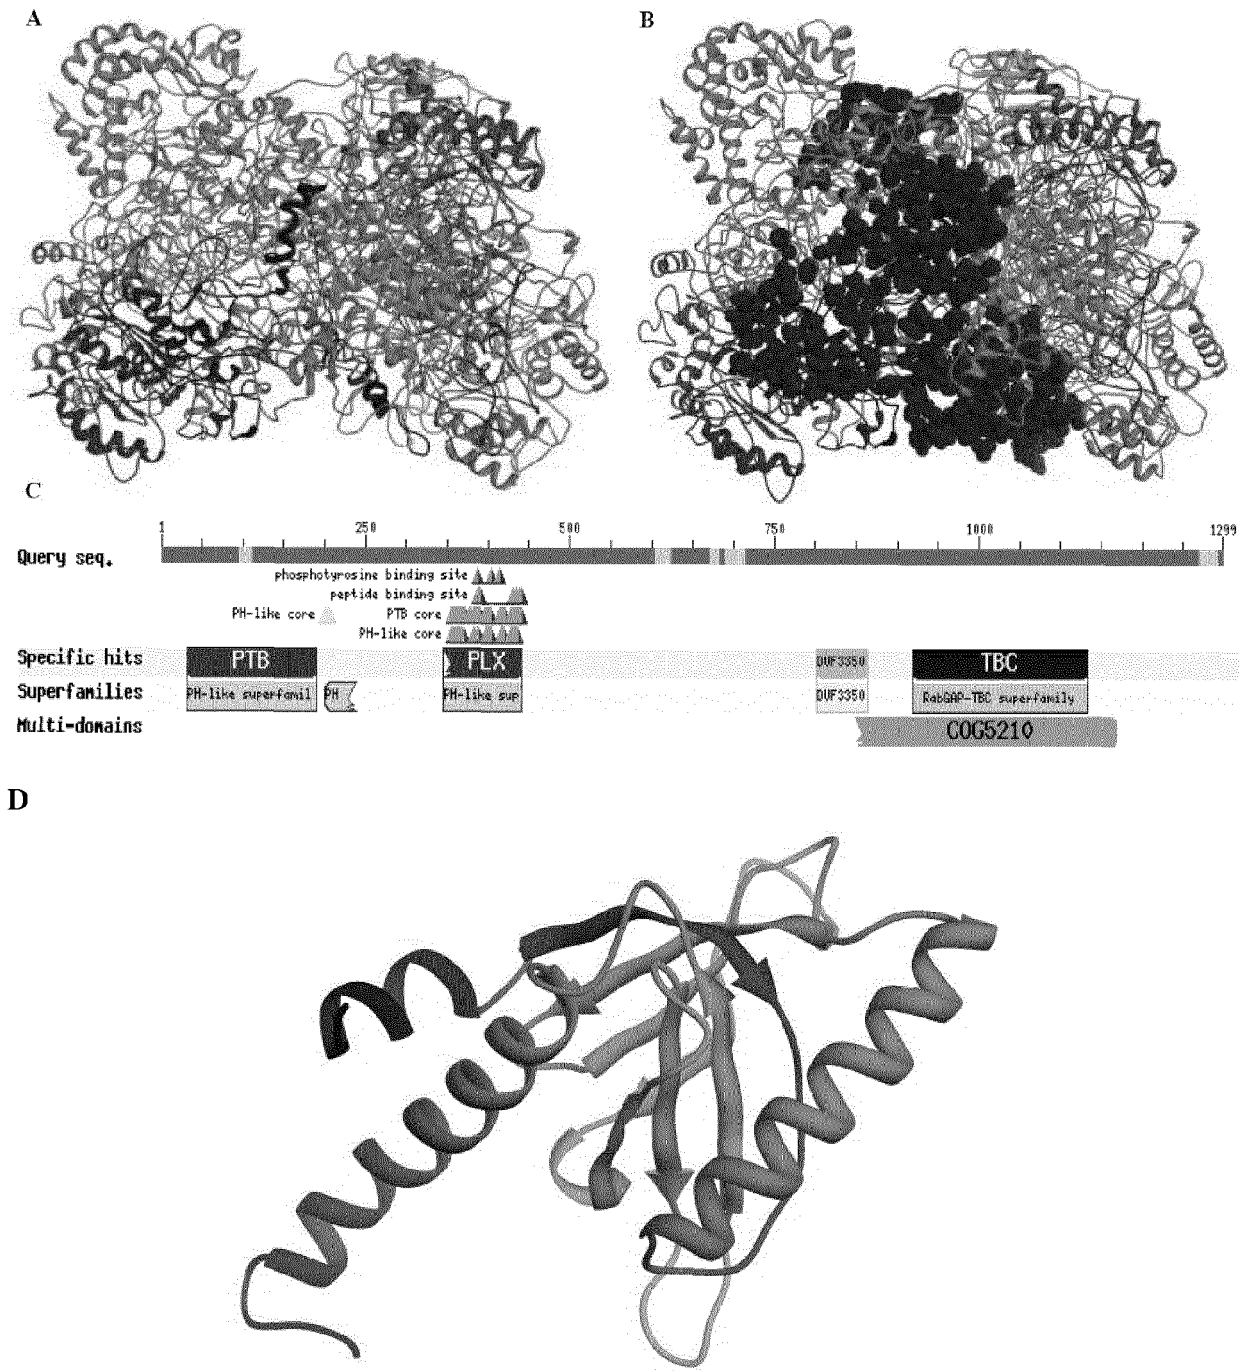 A B
C
1 250 500 750 1000 1299
Query seq.
phosphotyrosine binding site
peptide binding site
PH-like core PTB core
PH-like core
Specific hits PTB PLX DUF3350 TBC
Superfamilies PH-like superfamil PH PH-like sup DUF3350 RabGAP-TBC superfamily
Multi-domains COG5210
D